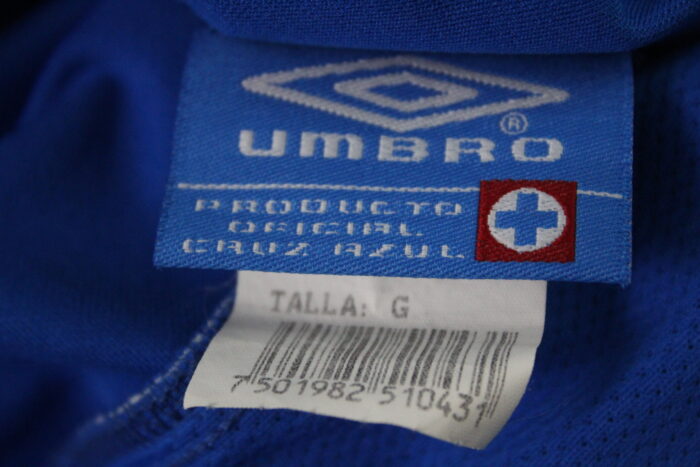 UMBRO®
PRODUCTO
OFICIAL
CRUZ AZUL
TALLA: G
7 501982 510431